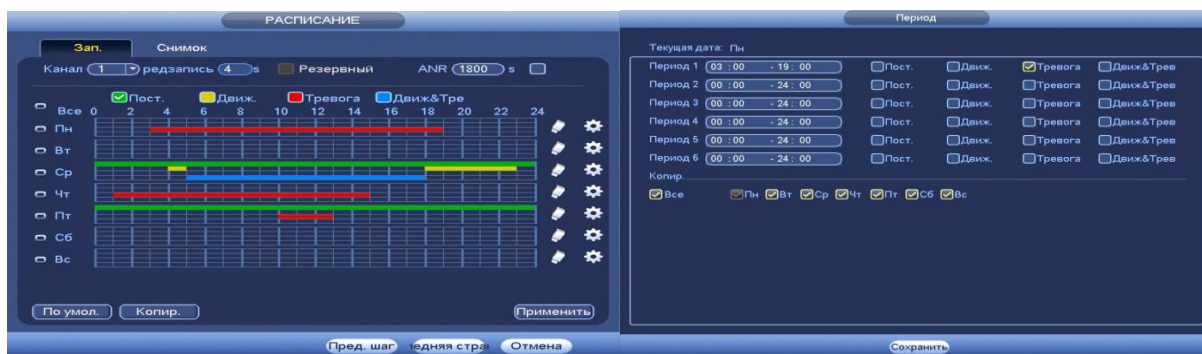 РАСПИСАНИЕ
Зап. Снимок
Канал 1 редзапись 4 s Резервный ANR 1800 s
Пост. Движ. Тревога Движ&Тре
Все 0 2 4 6 8 10 12 14 16 18 20 22 24
Пн
Вт
Ср
Чт
Пт
Сб
Вс
По умол. Копир. Применить
Пред. шаг едняя стра Отмена
Период
Текущая дата: Пн
Период 1 03 :00 - 19 : 00 Пост. Движ. Тревога Движ&Трев
Период 2 00 :00 - 24 : 00 Пост. Движ. Тревога Движ&Трев
Период 3 00 :00 - 24 : 00 Пост. Движ. Тревога Движ&Трев
Период 4 00 :00 - 24 : 00 Пост. Движ. Тревога Движ&Трев
Период 5 00 :00 - 24 : 00 Пост. Движ. Тревога Движ&Трев
Период 6 00 :00 - 24 : 00 Пост. Движ. Тревога Движ&Трев
Копир.
Все Пн Вт Ср Чт Пт Сб Вс
Сохранить